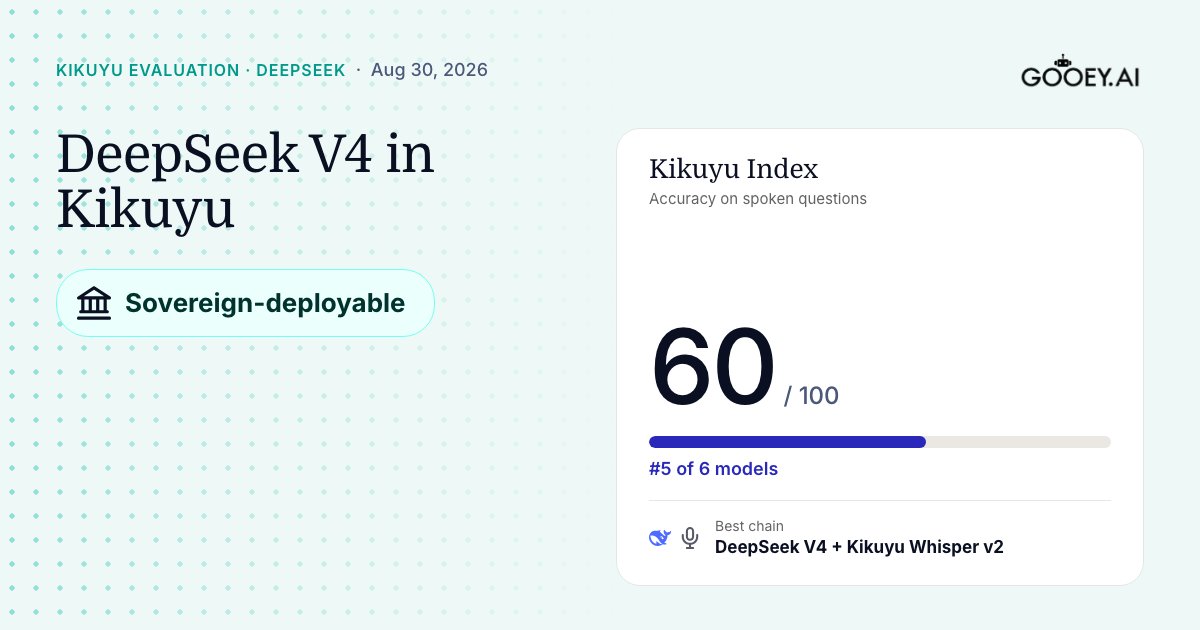 KIKUYU EVALUATION · DEEPSEEK · Aug 30, 2026
GOOEY.AI
DeepSeek V4 in
Kikuyu
Sovereign-deployable
Kikuyu Index
Accuracy on spoken questions
60 / 100
#5 of 6 models
Best chain
DeepSeek V4 + Kikuyu Whisper v2